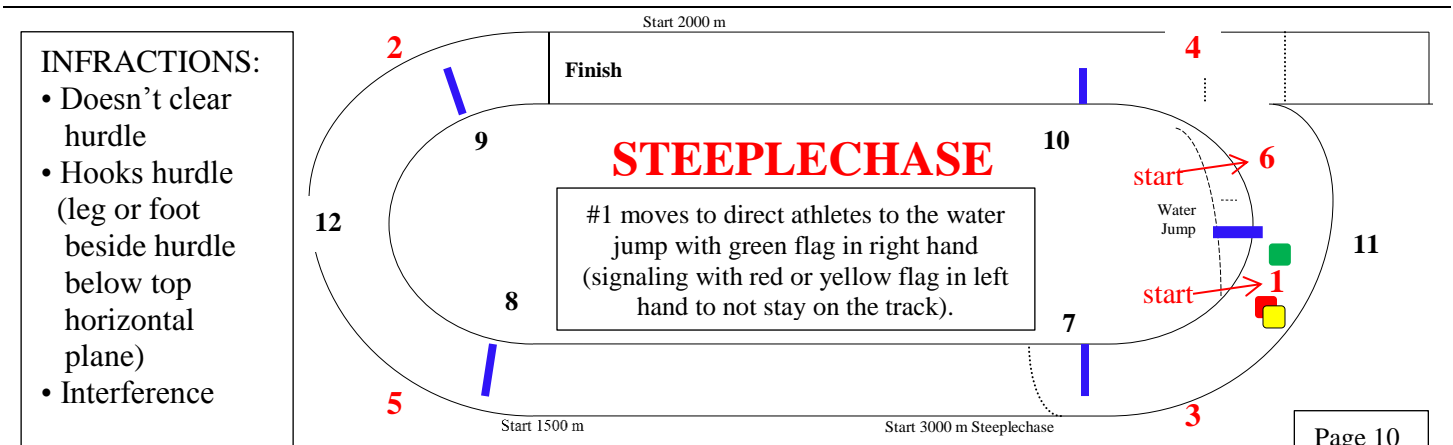 Start 2000 m
INFRACTIONS:
• Doesn’t clear
hurdle
• Hooks hurdle
(leg or foot
beside hurdle
below top
horizontal
plane)
• Interference
2
4
Finish
9
10
STEEPLECHASE
6
start
#1 moves to direct athletes to the water
jump with green flag in right hand
(signaling with red or yellow flag in left
hand to not stay on the track).
Water
Jump
12
11
start
1
8
7
5
3
Start 1500 m
Start 3000 m Steeplechase
Page 10